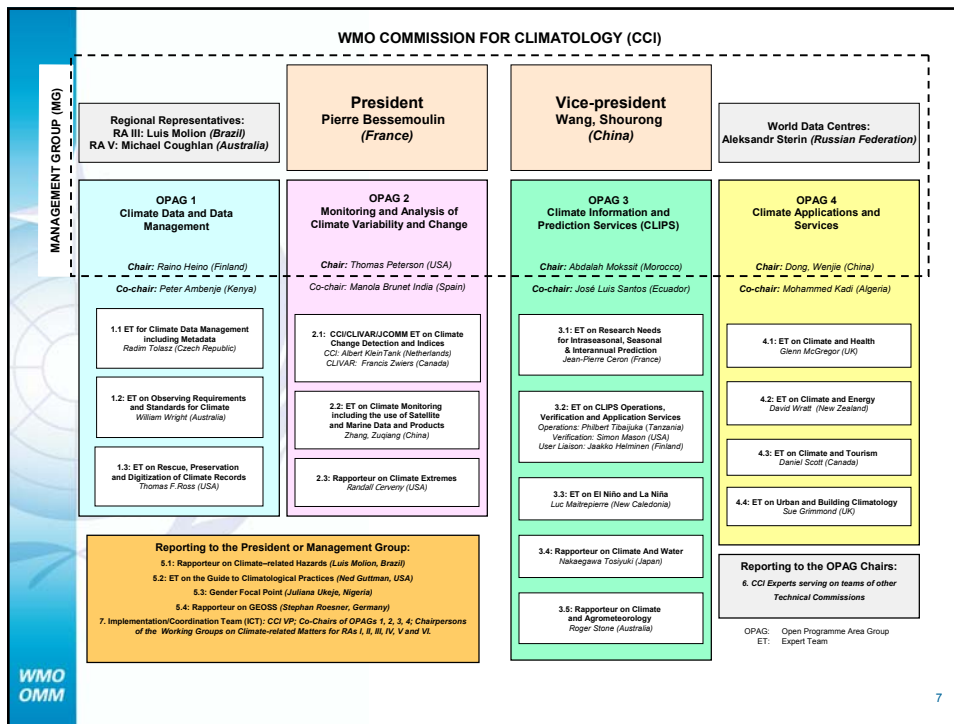 WMO COMMISSION FOR CLIMATOLOGY (CCl)
MANAGEMENT GROUP (MG)
Regional Representatives:
RA III: Luis Molion (Brazil)
RA V: Michael Coughlan (Australia)
President
Pierre Bessemoulin
(France)
Vice-president
Wang, Shourong
(China)
World Data Centres:
Aleksandr Sterin (Russian Federation)
OPAG 1
Climate Data and Data
Management
Chair: Raino Heino (Finland)
Co-chair: Peter Ambenje (Kenya)
1.1 ET for Climate Data Management
including Metadata
Radim Tolasz (Czech Republic)
1.2: ET on Observing Requirements
and Standards for Climate
William Wright (Australia)
1.3: ET on Rescue, Preservation
and Digitization of Climate Records
Thomas F.Ross (USA)
OPAG 2
Monitoring and Analysis of
Climate Variability and Change
Chair: Thomas Peterson (USA)
Co-chair: Manola Brunet India (Spain)
2.1: CCl/CLIVAR/JCOMM ET on Climate
Change Detection and Indices
CCl: Albert KleinTank (Netherlands)
CLIVAR: Francis Zwiers (Canada)
2.2: ET on Climate Monitoring
including the use of Satellite
and Marine Data and Products
Zhang, Zuqiang (China)
2.3: Rapporteur on Climate Extremes
Randall Cerveny (USA)
OPAG 3
Climate Information and
Prediction Services (CLIPS)
Chair: Abdalah Mokssit (Morocco)
Co-chair: José Luis Santos (Ecuador)
3.1: ET on Research Needs
for Intraseasonal, Seasonal
& Interannual Prediction
Jean-Pierre Ceron (France)
3.2: ET on CLIPS Operations,
Verification and Application Services
Operations: Philbert Tibaijuka (Tanzania)
Verification: Simon Mason (USA)
User Liaison: Jaakko Helminen (Finland)
3.3: ET on El Niño and La Niña
Luc Maitrepierre (New Caledonia)
3.4: Rapporteur on Climate And Water
Nakaegawa Tosiyuki (Japan)
3.5: Rapporteur on Climate
and Agrometeorology
Roger Stone (Australia)
OPAG 4
Climate Applications and
Services
Chair: Dong, Wenjie (China)
Co-chair: Mohammed Kadi (Algeria)
4.1: ET on Climate and Health
Glenn McGregor (UK)
4.2: ET on Climate and Energy
David Wratt (New Zealand)
4.3: ET on Climate and Tourism
Daniel Scott (Canada)
4.4: ET on Urban and Building Climatology
Sue Grimmond (UK)
Reporting to the President or Management Group:
5.1: Rapporteur on Climate–related Hazards (Luis Molion, Brazil)
5.2: ET on the Guide to Climatological Practices (Ned Guttman, USA)
5.3: Gender Focal Point (Juliana Ukeje, Nigeria)
5.4: Rapporteur on GEOSS (Stephan Roesner, Germany)
7. Implementation/Coordination Team (ICT): CCl VP; Co-Chairs of OPAGs 1, 2, 3, 4; Chairpersons
of the Working Groups on Climate-related Matters for RAs I, II, III, IV, V and VI.
Reporting to the OPAG Chairs:
6. CCl Experts serving on teams of other
Technical Commissions
OPAG: Open Programme Area Group
ET: Expert Team
WMO
OMM
7